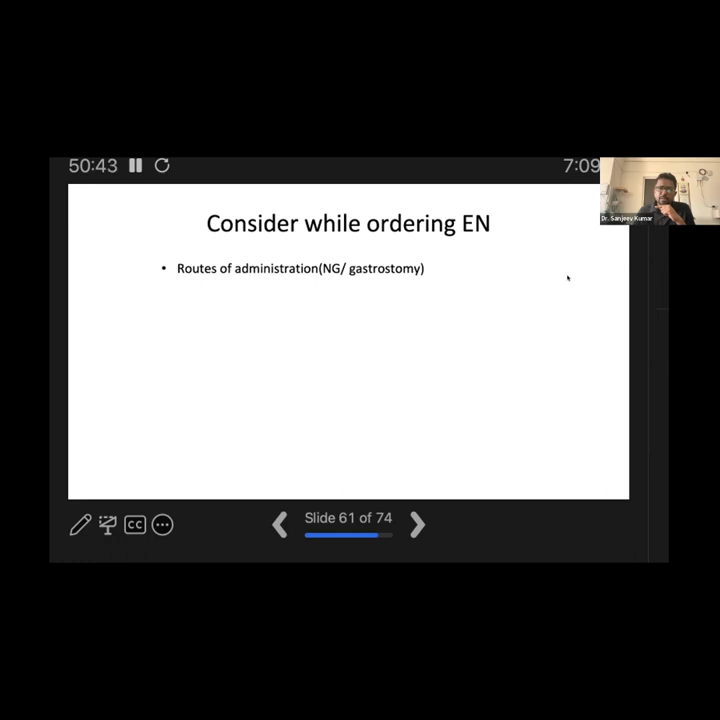 50:43
7:09
Dr. Sanjeev Kumar
Consider while ordering EN
• Routes of administration(NG/ gastrostomy)
CC
Slide 61 of 74